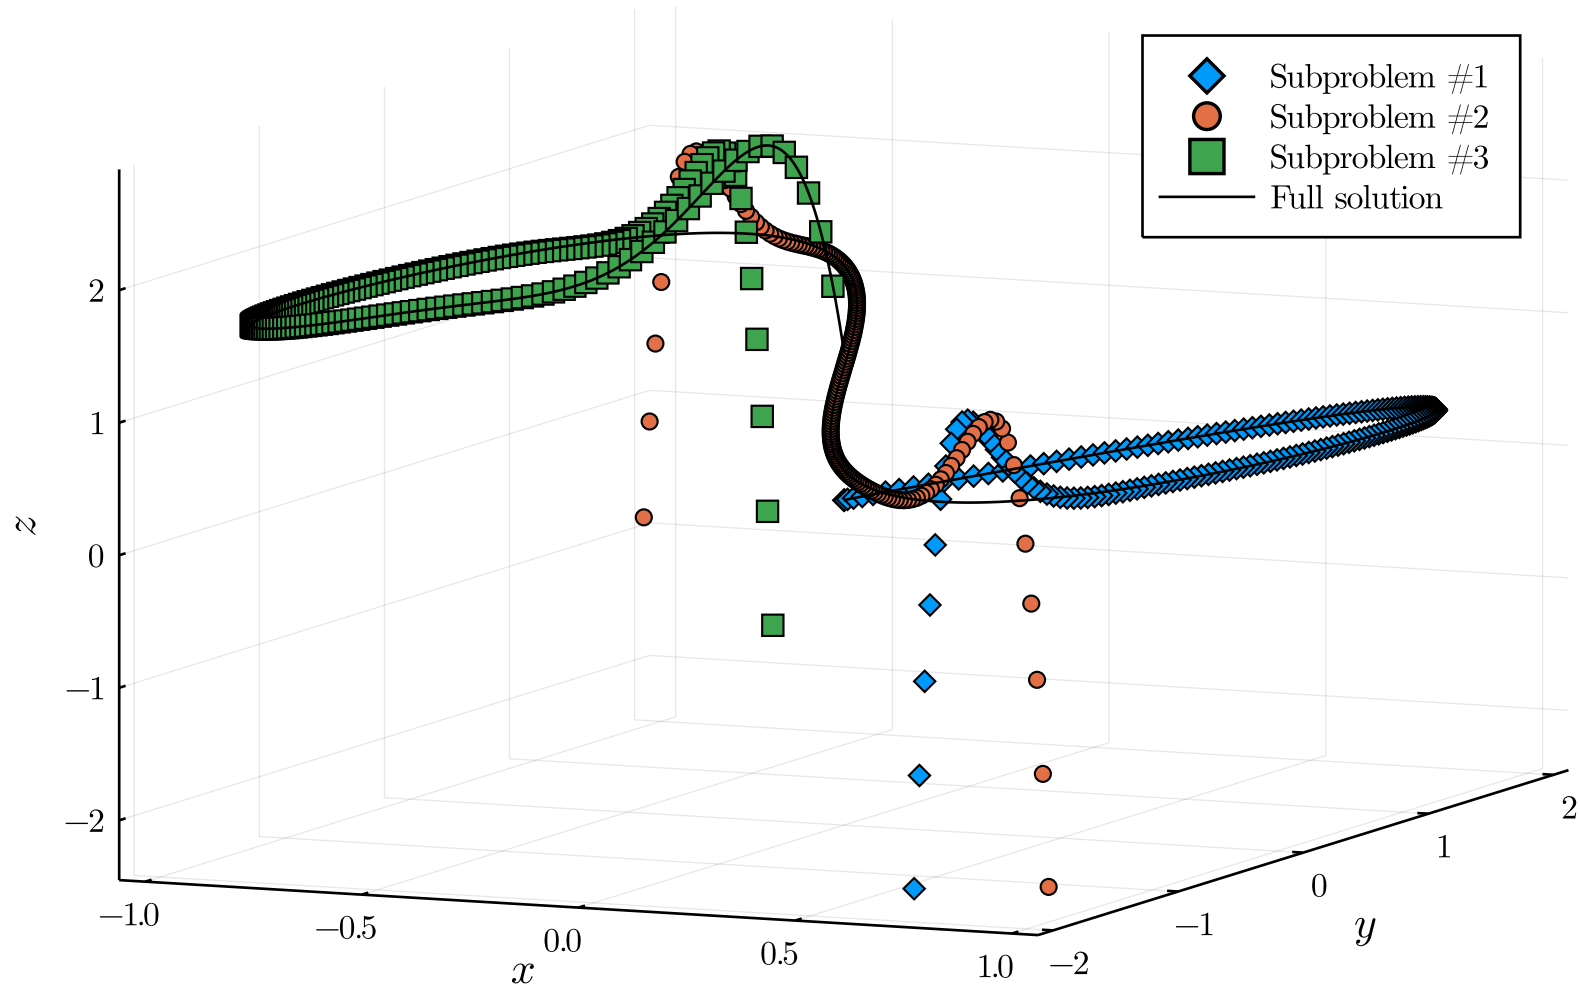 Subproblem #1
Subproblem #2
Subproblem #3
Full solution
2
1
0
−1
−2
z
−1.0
−0.5
0.0
0.5
1.0
x
−2
−1
0
1
2
y